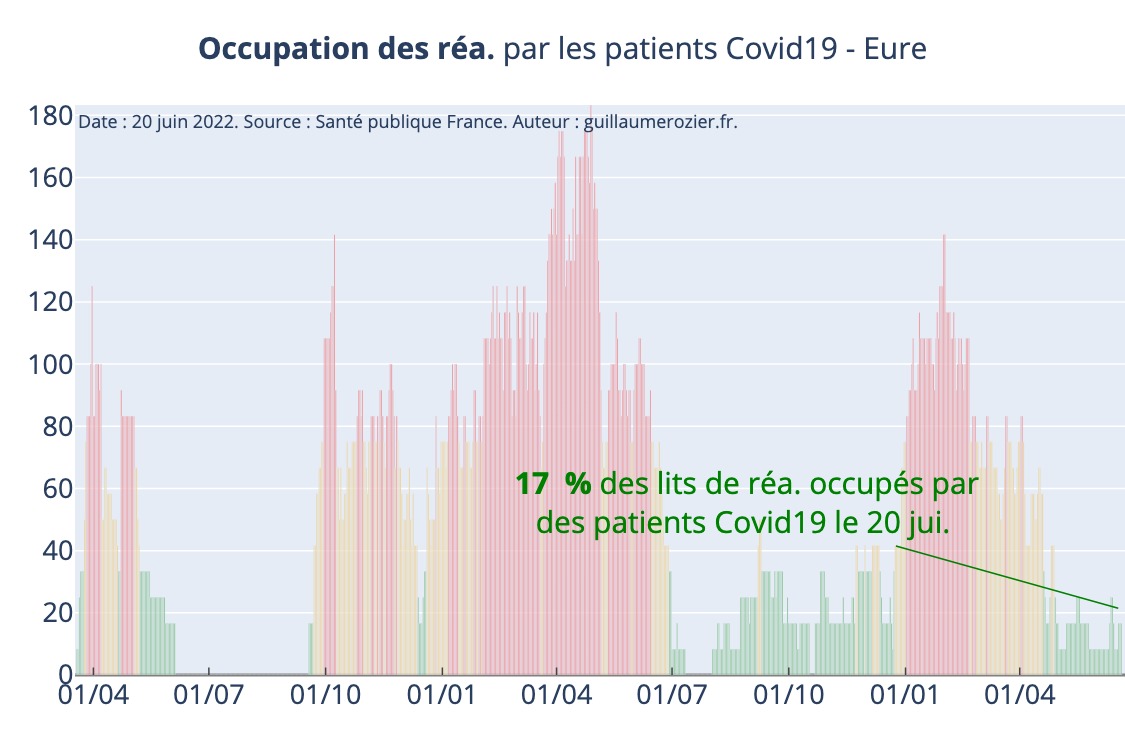 Occupation des réa. par les patients Covid19 - Eure
180
Date : 20 juin 2022. Source : Santé publique France. Auteur : guillaumerozier.fr.
160
140
120
100
80
60
40
20
0
17 % des lits de réa. occupés par
des patients Covid19 le 20 jui.
01/04 01/07 01/10 01/01 01/04 01/07 01/10 01/01 01/04